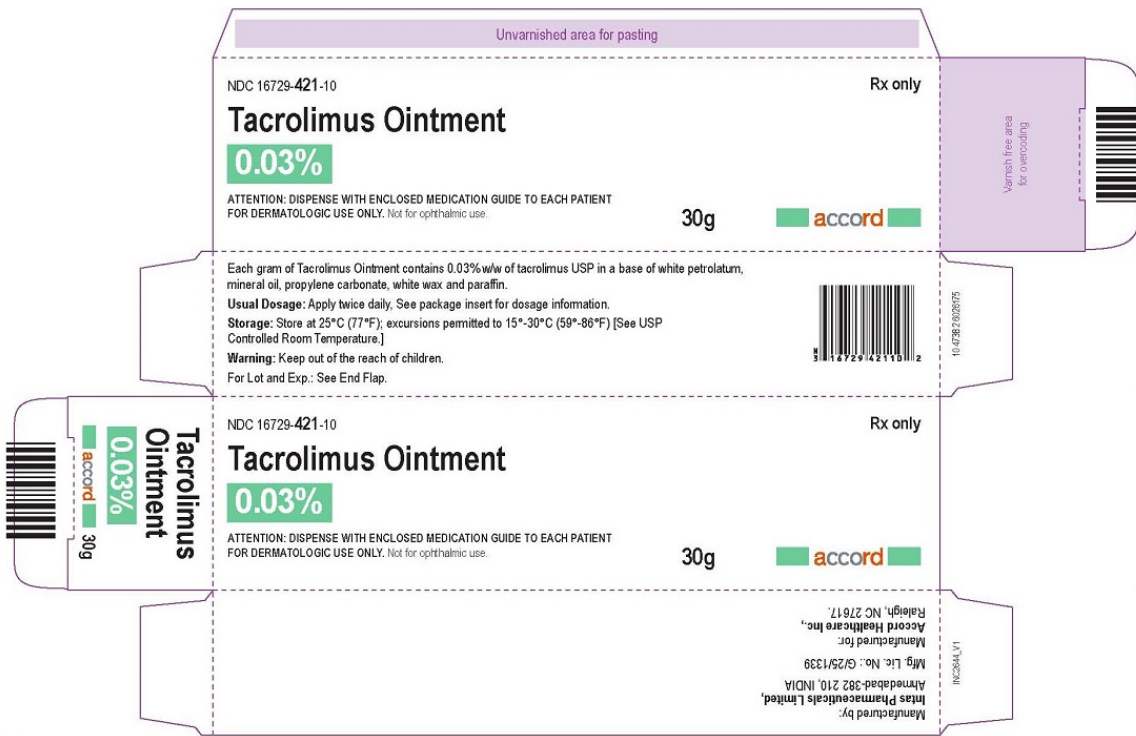 Unvarnished area for pasting
NDC 16729-421-10
Rx only
Tacrolimus Ointment
0.03%
ATTENTION: DISPENSE WITH ENCLOSED MEDICATION GUIDE TO EACH PATIENT
FOR DERMATOLOGIC USE ONLY. Not for ophthalmic use.
30g
accord
Varnish free area
for overcoding
Each gram of Tacrolimus Ointment contains 0.03% w/w of tacrolimus USP in a base of white petrolatum,
mineral oil, propylene carbonate, white wax and paraffin.
Usual Dosage: Apply twice daily, See package insert for dosage information.
Storage: Store at 25°C (77°F); excursions permitted to 15°-30°C (59°-86°F) [See USP
Controlled Room Temperature.]
Warning: Keep out of the reach of children.
For Lot and Exp.: See End Flap.
N
3 16729 42110 2
10 4738 2 6026175
Tacrolimus
Ointment
0.03%
accord
30g
NDC 16729-421-10
Rx only
Tacrolimus Ointment
0.03%
ATTENTION: DISPENSE WITH ENCLOSED MEDICATION GUIDE TO EACH PATIENT
FOR DERMATOLOGIC USE ONLY. Not for ophthalmic use.
30g
accord
Manufactured by:
Intas Pharmaceuticals Limited,
Ahmedabad-382 210, INDIA
Mfg. Lic. No.: G/25/1339
Manufactured for:
Accord Healthcare Inc.,
Raleigh, NC 27617.
INC2644_V1